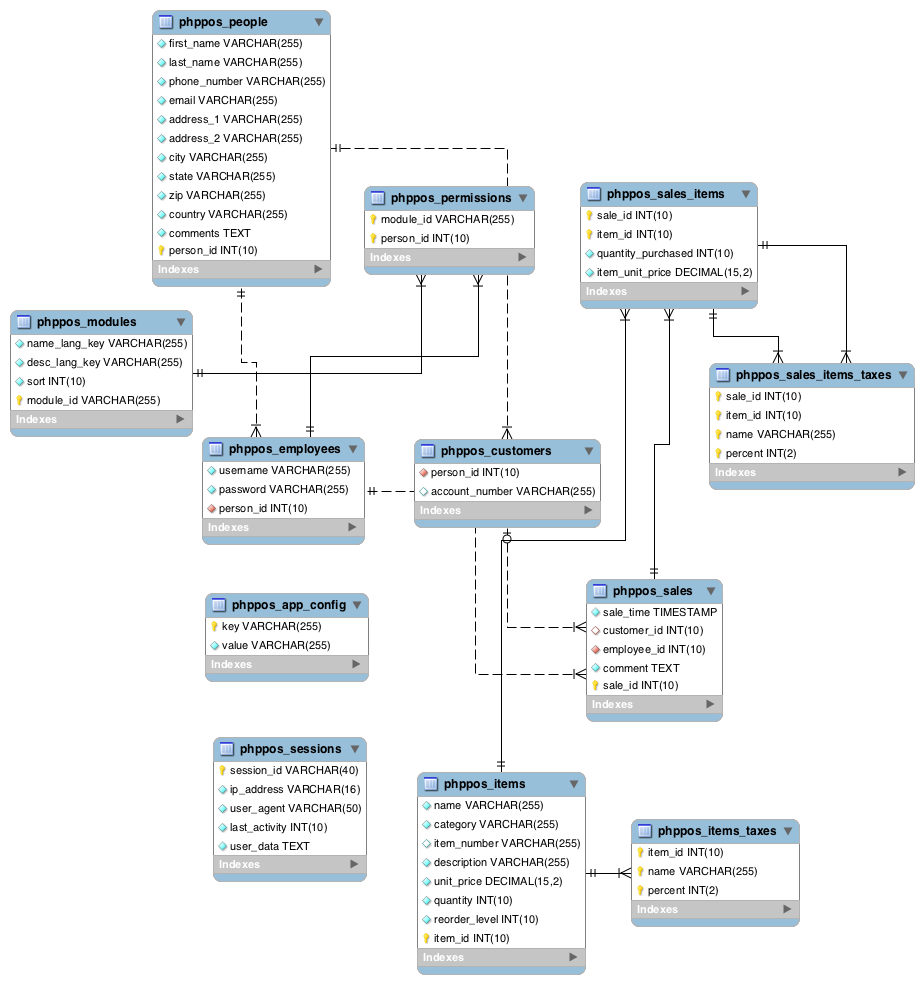 phppos_people
first_name VARCHAR(255)
last_name VARCHAR(255)
phone_number VARCHAR(255)
email VARCHAR(255)
address_1 VARCHAR(255)
address_2 VARCHAR(255)
city VARCHAR(255)
state VARCHAR(255)
zip VARCHAR(255)
country VARCHAR(255)
comments TEXT
person_id INT(10)
Indexes
phppos_permissions
module_id VARCHAR(255)
person_id INT(10)
Indexes
phppos_sales_items
sale_id INT(10)
item_id INT(10)
quantity_purchased INT(10)
item_unit_price DECIMAL(15,2)
Indexes
phppos_modules
name_lang_key VARCHAR(255)
desc_lang_key VARCHAR(255)
sort INT(10)
module_id VARCHAR(255)
Indexes
phppos_sales_items_taxes
sale_id INT(10)
item_id INT(10)
name VARCHAR(255)
percent INT(2)
Indexes
phppos_employees
username VARCHAR(255)
password VARCHAR(255)
person_id INT(10)
Indexes
phppos_customers
person_id INT(10)
account_number VARCHAR(255)
Indexes
phppos_app_config
key VARCHAR(255)
value VARCHAR(255)
Indexes
phppos_sales
sale_time TIMESTAMP
customer_id INT(10)
employee_id INT(10)
comment TEXT
sale_id INT(10)
Indexes
phppos_sessions
session_id VARCHAR(40)
ip_address VARCHAR(16)
user_agent VARCHAR(50)
last_activity INT(10)
user_data TEXT
Indexes
phppos_items
name VARCHAR(255)
category VARCHAR(255)
item_number VARCHAR(255)
description VARCHAR(255)
unit_price DECIMAL(15,2)
quantity INT(10)
reorder_level INT(10)
item_id INT(10)
Indexes
phppos_items_taxes
item_id INT(10)
name VARCHAR(255)
percent INT(2)
Indexes